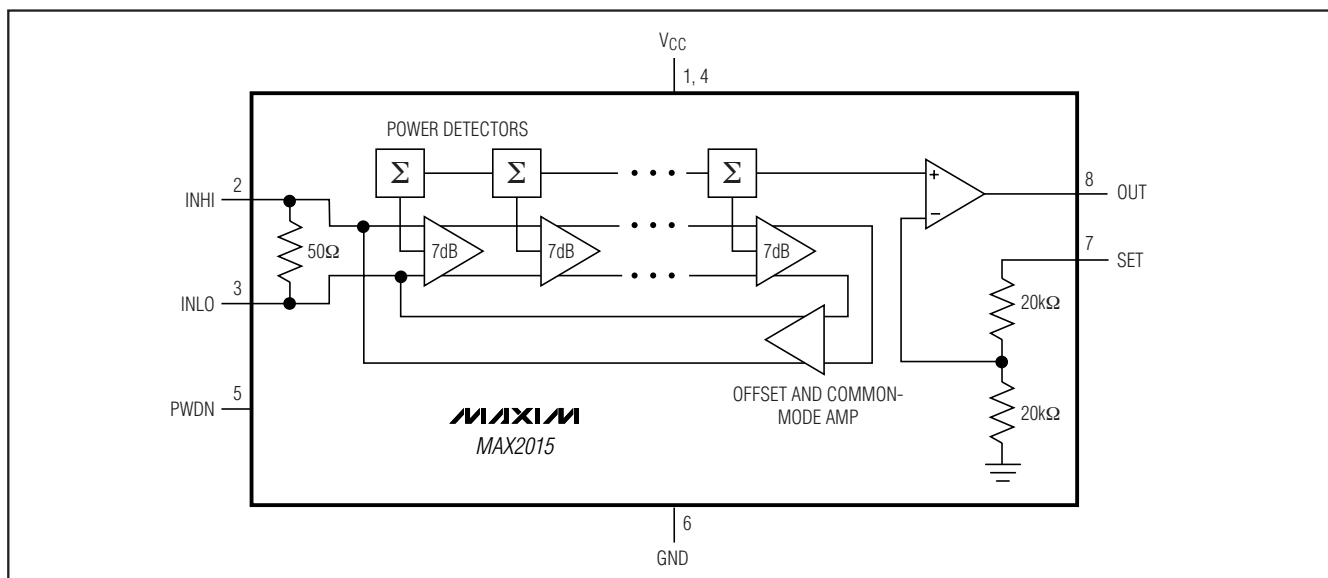 VCC
1, 4
POWER DETECTORS
Σ Σ Σ
INHI 2
8 OUT
7dB 7dB 7dB
50Ω
7 SET
INLO 3
20kΩ
OFFSET AND COMMON-
MODE AMP
PWDN 5
20kΩ
MAXIM
MAX2015
6
GND